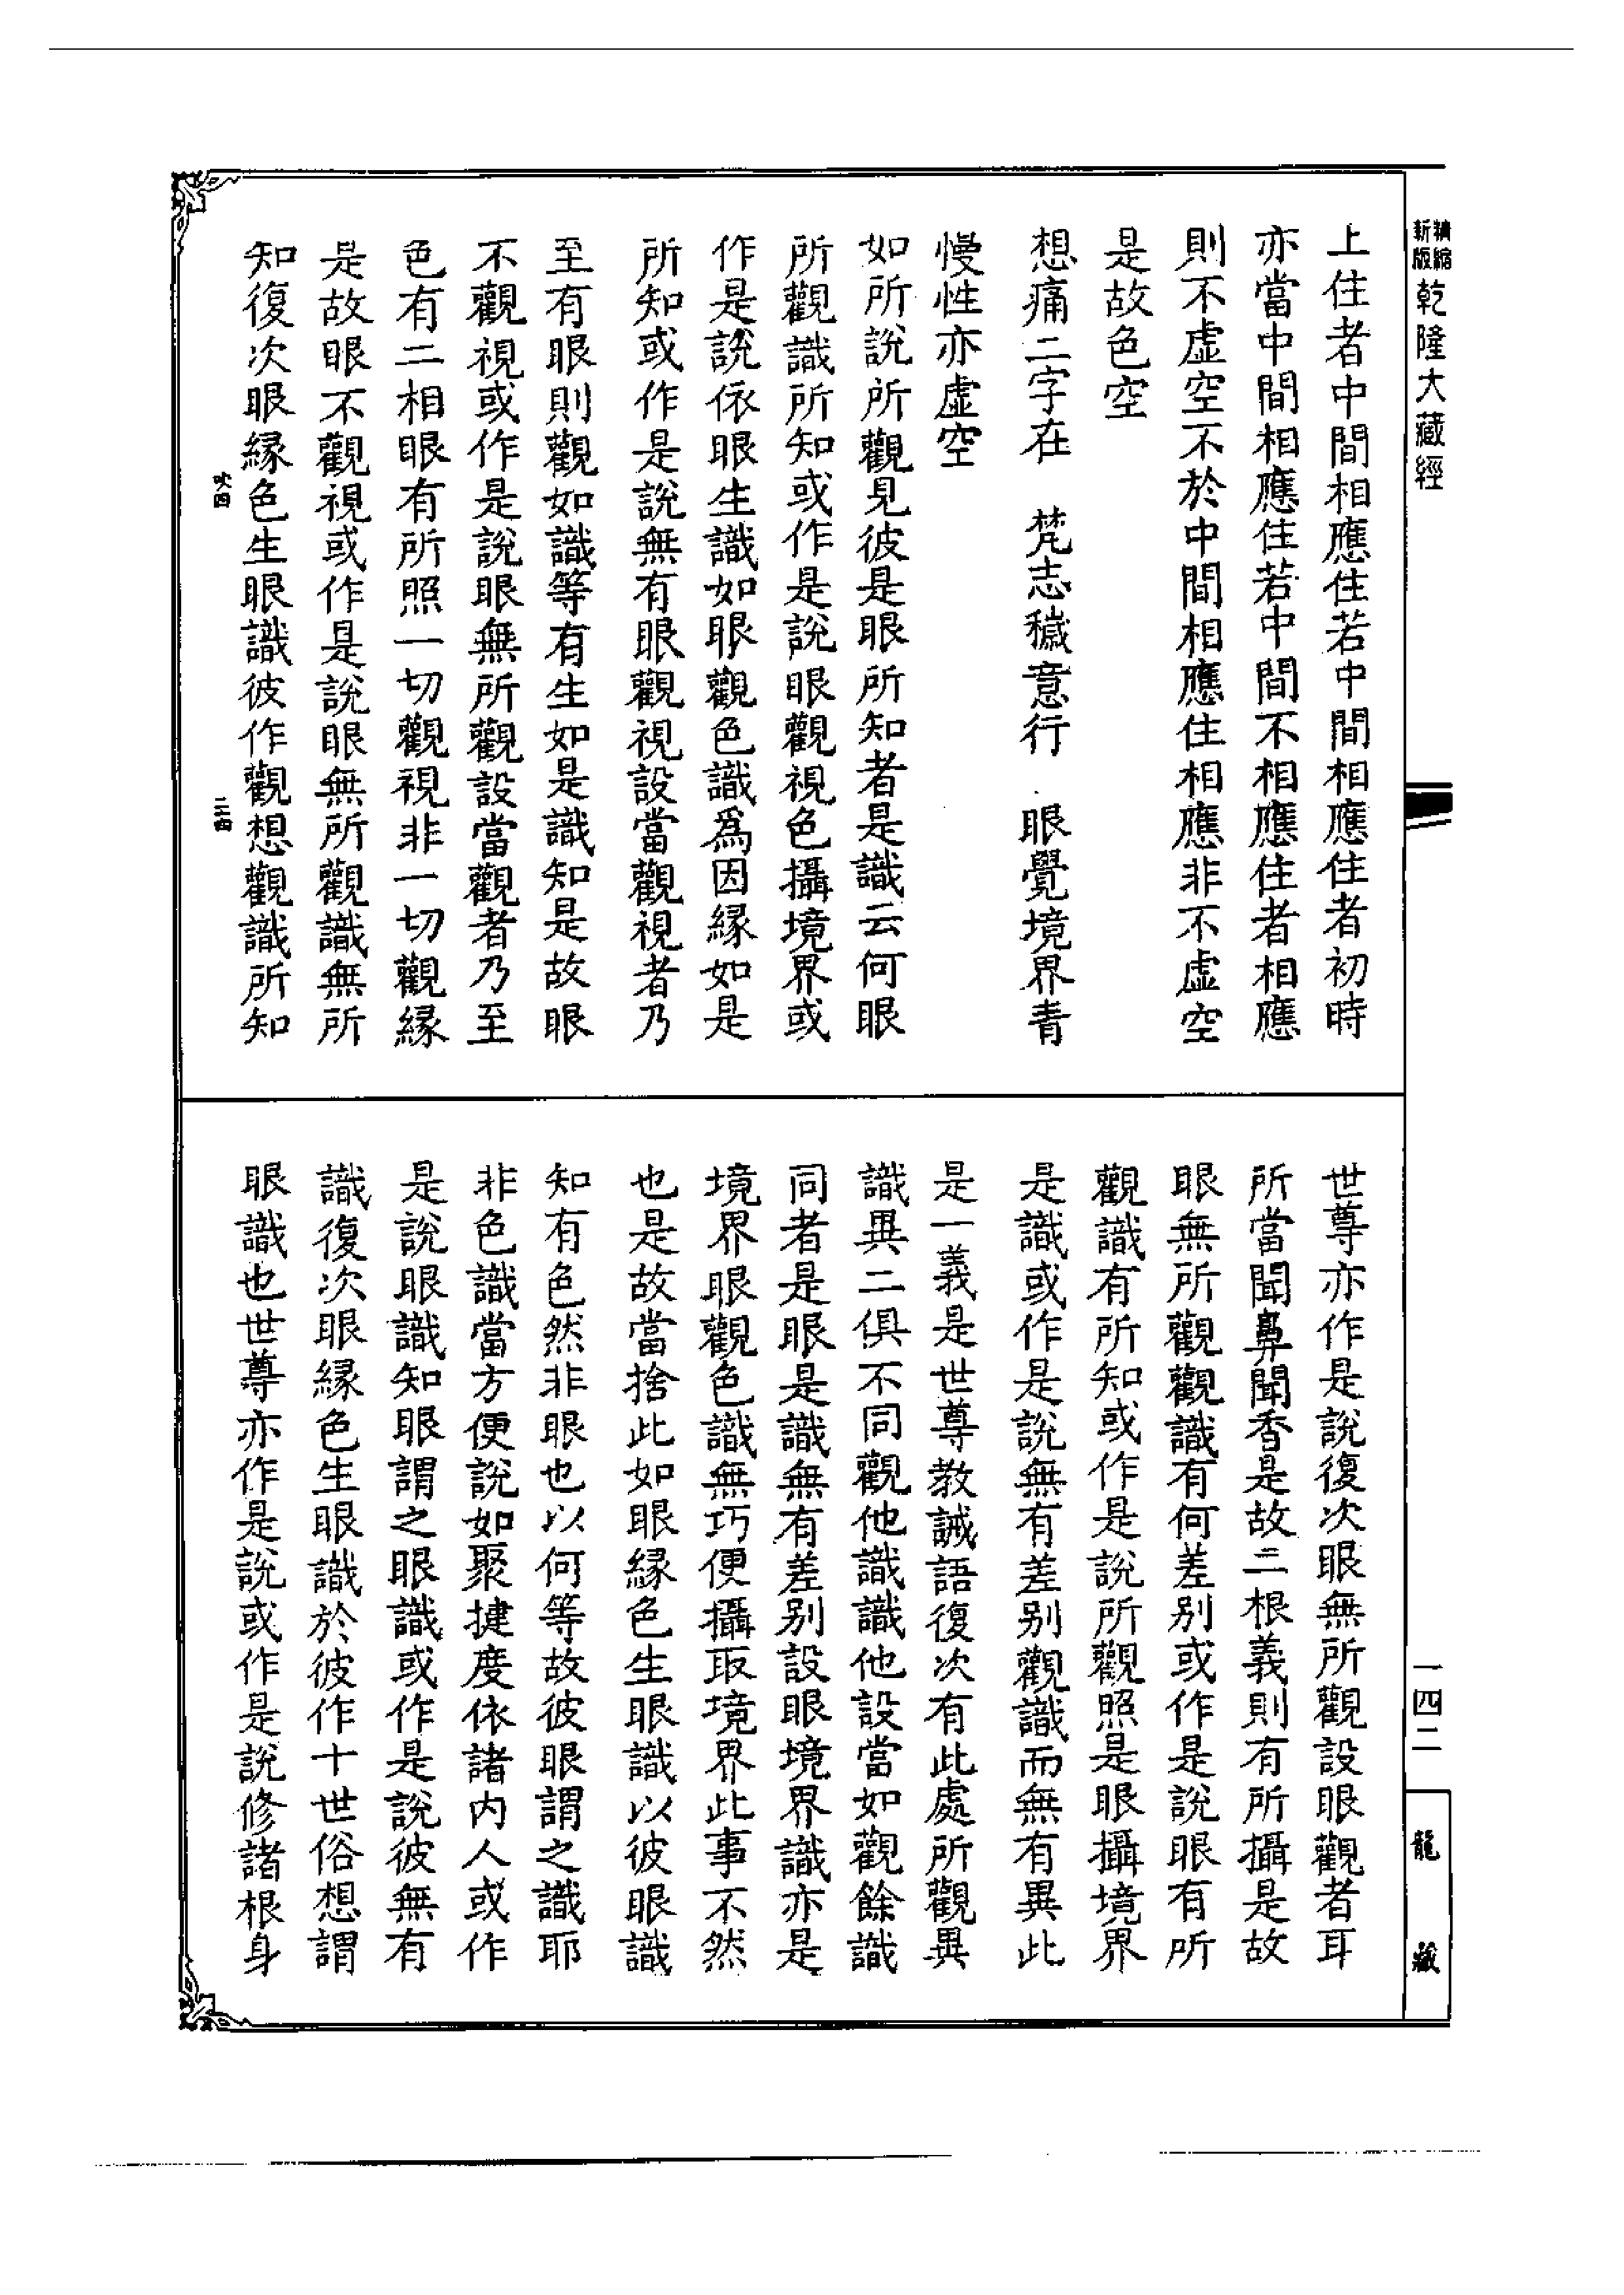 精縮
新版
乾隆大藏經
上住者中間相應住若中間相應住者初時
亦當中間相應住若中間不相應住者相應
則不虛空不於中間相應住相應非不虛空
是故色空
想痛二字在　梵志穢意行　眼覺境界青
慢性亦虛空
如所說所觀見彼是眼所知者是識云何眼
所觀識所知或作是說眼觀視色攝境界或
作是說依眼生識如眼觀色識為因緣如是
所知或作是說無有眼觀視設當觀視者乃
至有眼則觀如識等有生如是識知是故眼
不觀視或作是說眼無所觀設當觀者乃至
色有二相眼有所照一切觀視非一切觀緣
是故眼不觀視或作是說眼無所觀識無所
知復次眼緣色生眼識彼作觀想觀識所知
世尊亦作是說復次眼無所觀設眼觀者耳
所當聞鼻聞香是故二根義則有所攝是故
眼無所觀觀識有何差別或作是說眼有所
觀識有所知或作是說所觀照是眼攝境界
是識或作是說無有差別觀識而無有異此
是一義是世尊教誡語復次有此處所觀異
識異二俱不同觀他識識他設當如觀餘識
同者是眼是識無有差別設眼境界識亦是
境界眼觀色識無巧便攝取境界此事不然
也是故當捨此如眼緣色生眼識以彼眼識
知有色然非眼也以何等故彼眼謂之識耶
非色識當方便說如聚揵度依諸內人或作
是說眼識知眼謂之眼識或作是說彼無有
識復次眼緣色生眼識於彼作十世俗想謂
眼識也世尊亦作是說或作是說修諸根身
一四二
龍藏